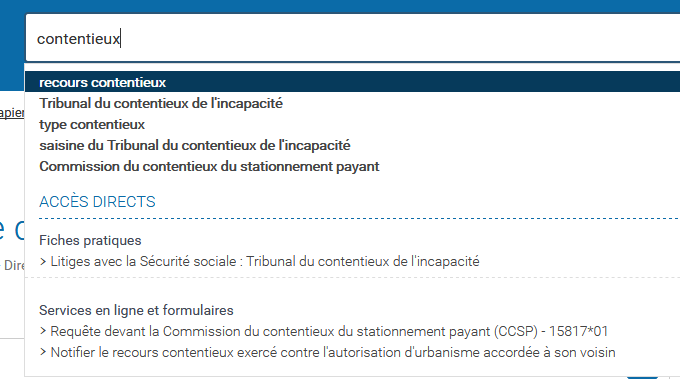 contentieux
recours contentieux
Tribunal du contentieux de l'incapacité
apier
type contentieux
saisine du Tribunal du contentieux de l'incapacité
Commission du contentieux du stationnement payant
ACCÈS DIRECTS
Fiches pratiques
> Litiges avec la Sécurité sociale : Tribunal du contentieux de l'incapacité
Dire
Services en ligne et formulaires
> Requête devant la Commission du contentieux du stationnement payant (CCSP) - 15817*01
> Notifier le recours contentieux exercé contre l'autorisation d'urbanisme accordée à son voisin